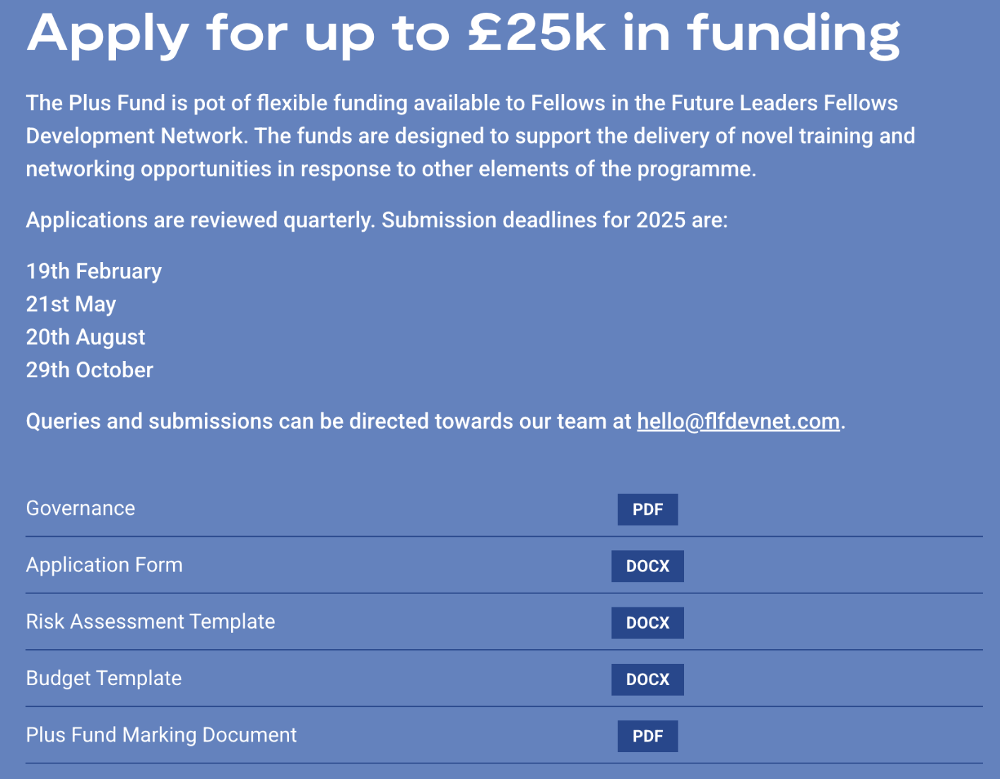 Apply for up to £25k in funding
The Plus Fund is pot of flexible funding available to Fellows in the Future Leaders Fellows
Development Network. The funds are designed to support the delivery of novel training and
networking opportunities in response to other elements of the programme.
Applications are reviewed quarterly. Submission deadlines for 2025 are:
19th February
21st May
20th August
29th October
Queries and submissions can be directed towards our team at hello@flfdevnet.com.
Governance PDF
Application Form DOCX
Risk Assessment Template DOCX
Budget Template DOCX
Plus Fund Marking Document PDF